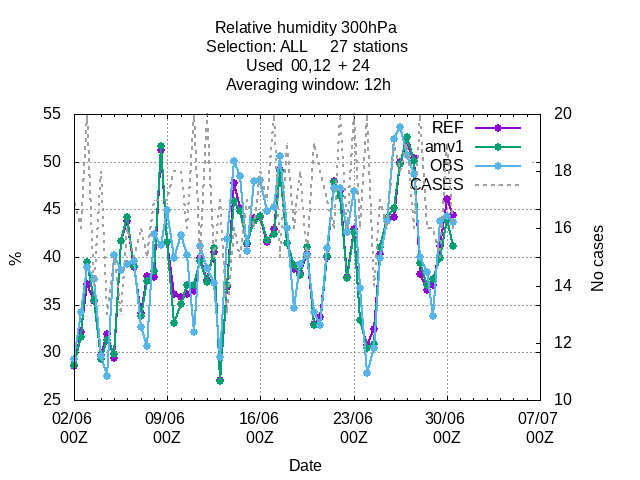 Relative humidity 300hPa
Selection: ALL 27 stations
Used 00,12 + 24
Averaging window: 12h
55
50
45
40
35
30
25
%
20
18
16
14
12
10
No cases
REF
amv1
OBS
CASES
02/06 09/06 16/06 23/06 30/06 07/07
00Z 00Z 00Z 00Z 00Z 00Z
Date